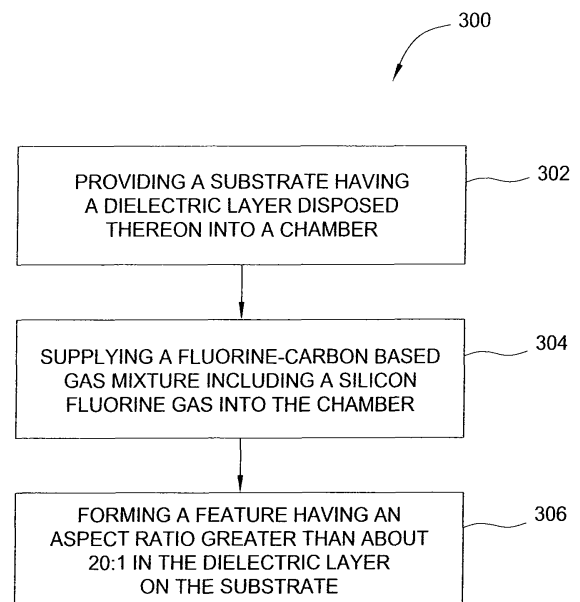 300
PROVIDING A SUBSTRATE HAVING
A DIELECTRIC LAYER DISPOSED
THEREON INTO A CHAMBER
302
SUPPLYING A FLUORINE-CARBON BASED
GAS MIXTURE INCLUDING A SILICON
FLUORINE GAS INTO THE CHAMBER
304
FORMING A FEATURE HAVING AN
ASPECT RATIO GREATER THAN ABOUT
20:1 IN THE DIELECTRIC LAYER
ON THE SUBSTRATE
306